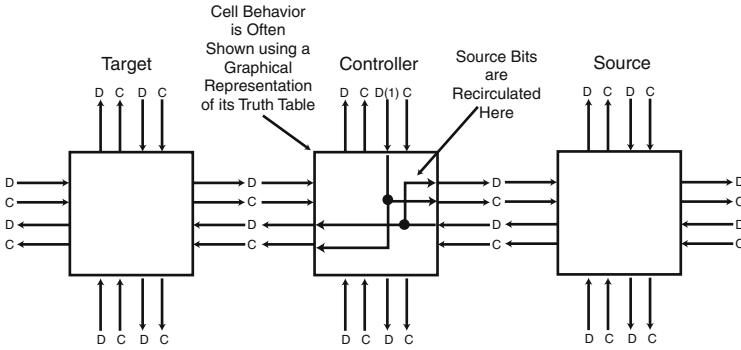 Cell Behavior
is Often
Shown using a
Graphical
Representation
of its Truth Table
Source Bits
are
Recirculated
Here
Target
Controller
Source
D C D C
D C D(1) C
D C D C
D D D D D D
C C C C C C
D D D D D D
C C C C C C
D C D C
D C D C
D C D C